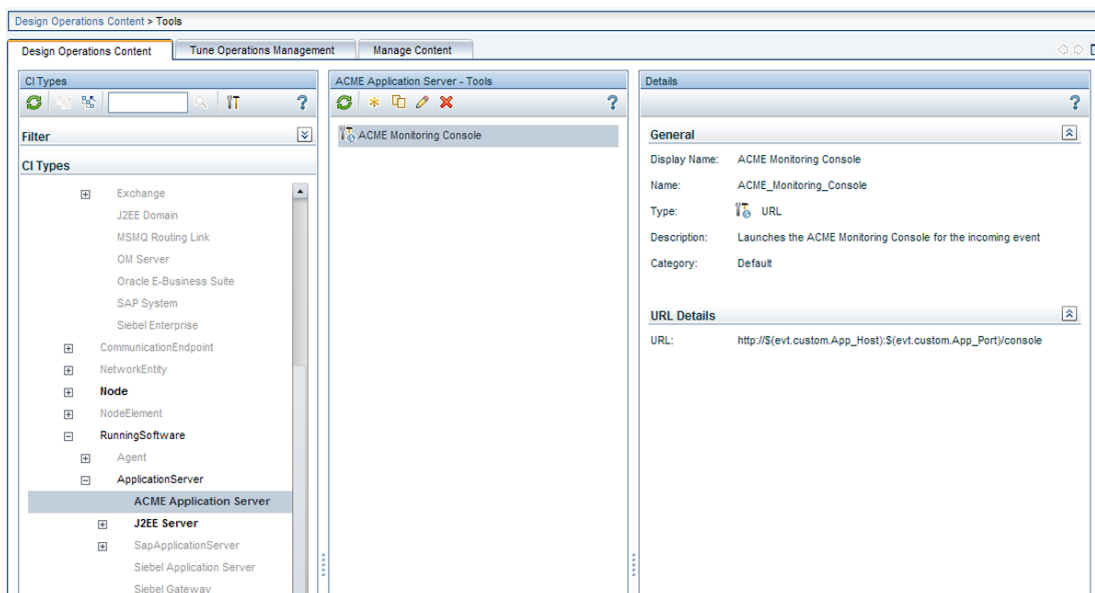 Design Operations Content > Tools
Design Operations Content
Tune Operations Management
Manage Content
CI Types
?
Filter
CI Types
Exchange
J2EE Domain
MSMQ Routing Link
OM Server
Oracle E-Business Suite
SAP System
Siebel Enterprise
CommunicationEndpoint
NetworkEntity
Node
NodeElement
RunningSoftware
Agent
ApplicationServer
ACME Application Server
J2EE Server
SapApplicationServer
Siebel Application Server
Siebel Gateway
ACME Application Server - Tools
?
ACME Monitoring Console
Details
?
General
Display Name: ACME Monitoring Console
Name: ACME_Monitoring_Console
Type: URL
Description: Launches the ACME Monitoring Console for the incoming event
Category: Default
URL Details
URL: http://$(evt.custom.App_Host):$(evt.custom.App_Port)/console